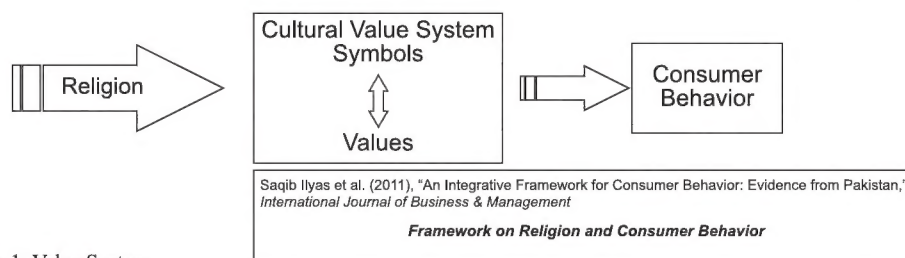 Religion
Cultural Value System
Symbols
Values
Consumer
Behavior
Saqib Ilyas et al. (2011), "An Integrative Framework for Consumer Behavior: Evidence from Pakistan,"
International Journal of Business & Management
Framework on Religion and Consumer Behavior